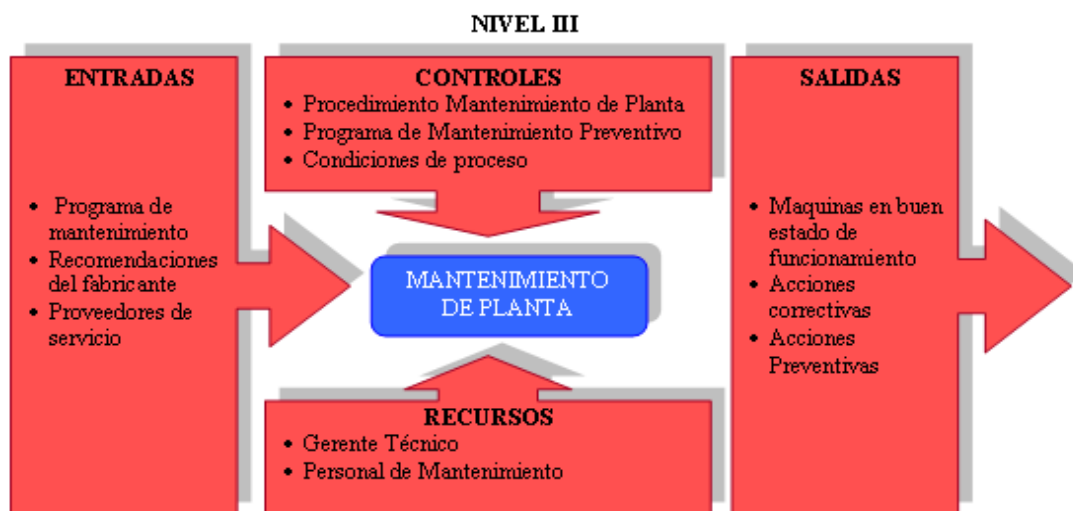 NIVEL III
ENTRADAS
• Programa de
mantenimiento
• Recomendaciones
del fabricante
• Proveedores de
servicio
CONTROLES
• Procedimiento Mantenimiento de Planta
• Programa de Mantenimiento Preventivo
• Condiciones de proceso
MANTENIMIENTO
DE PLANTA
RECURSOS
• Gerente Técnico
• Personal de Mantenimiento
SALIDAS
• Maquinas en buen
estado de
funcionamiento
• Acciones
correctivas
• Acciones
Preventivas